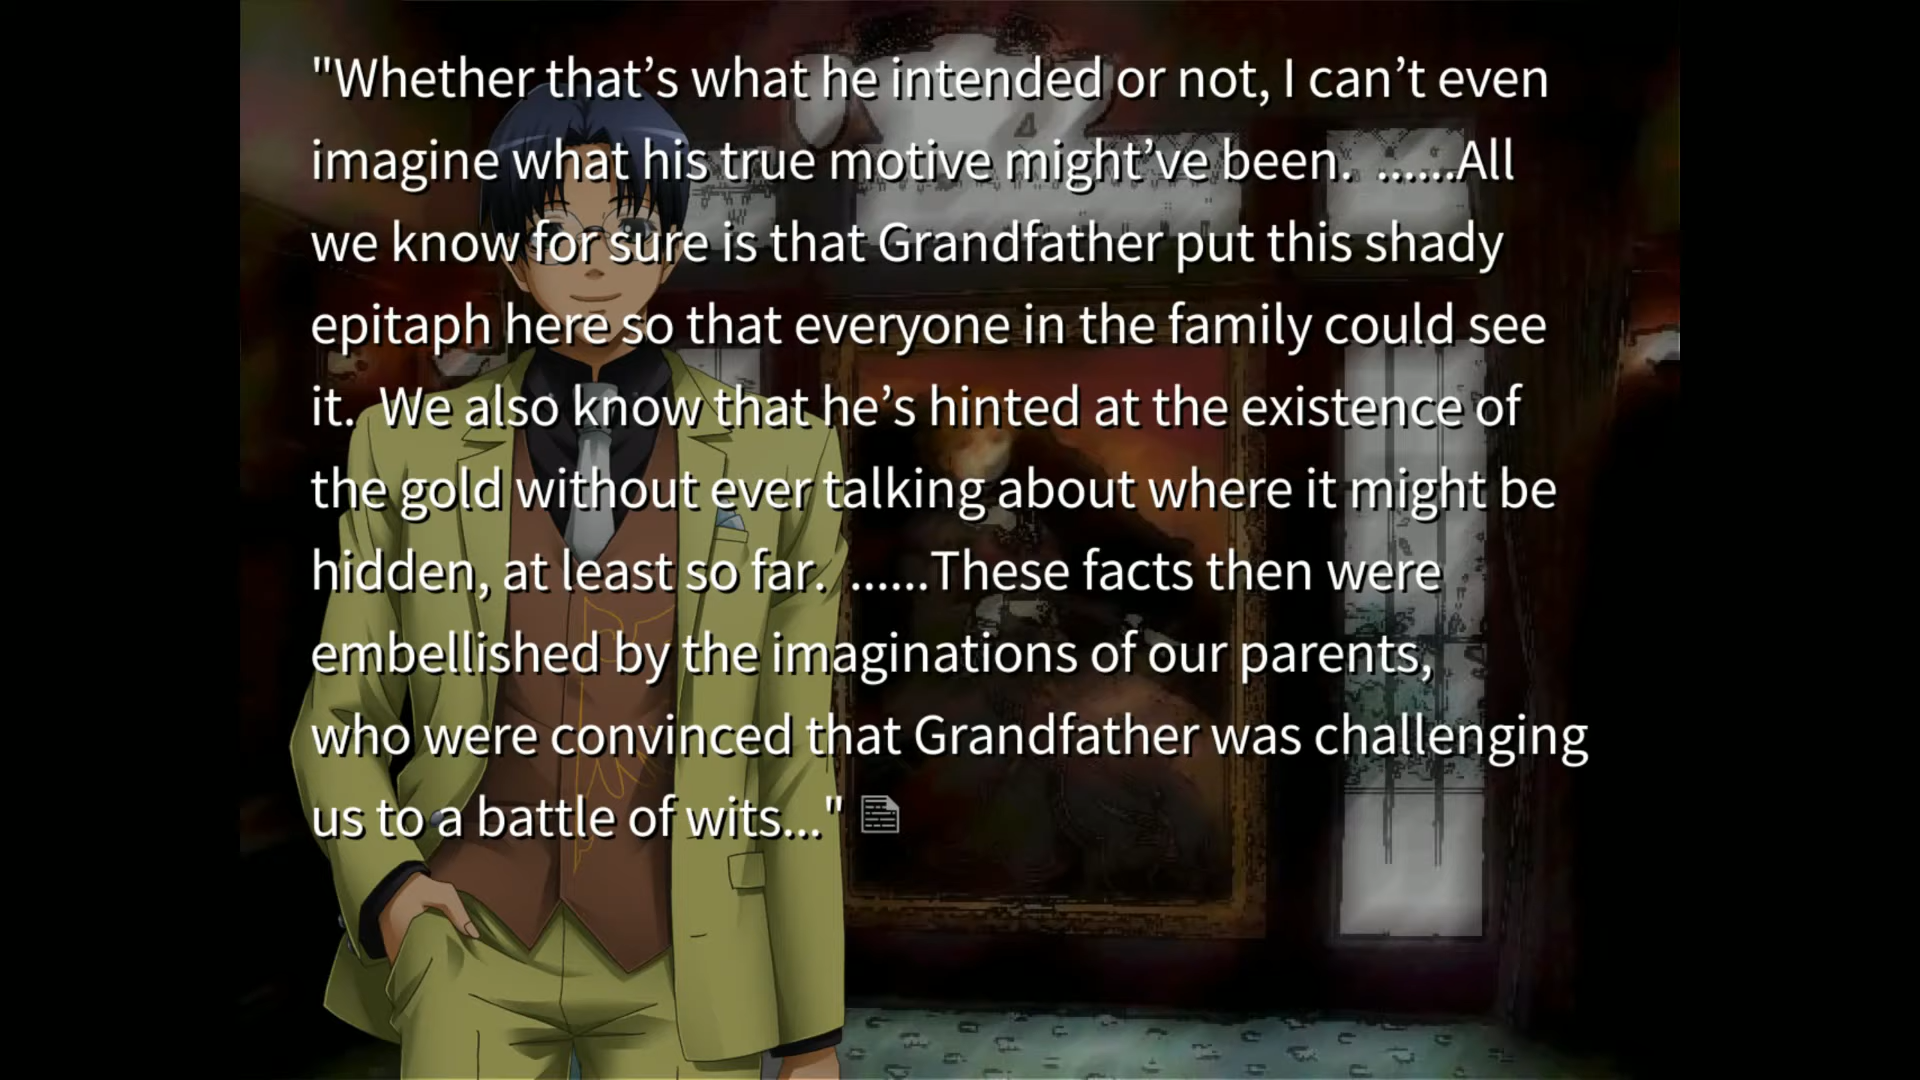 "Whether that’s what he intended or not, I can’t even
imagine what his true motive might’ve been.  ......All
we know for sure is that Grandfather put this shady
epitaph here so that everyone in the family could see
it.  We also know that he’s hinted at the existence of
the gold without ever talking about where it might be
hidden, at least so far.  ......These facts then were
embellished by the imaginations of our parents,
who were convinced that Grandfather was challenging
us to a battle of wits..."